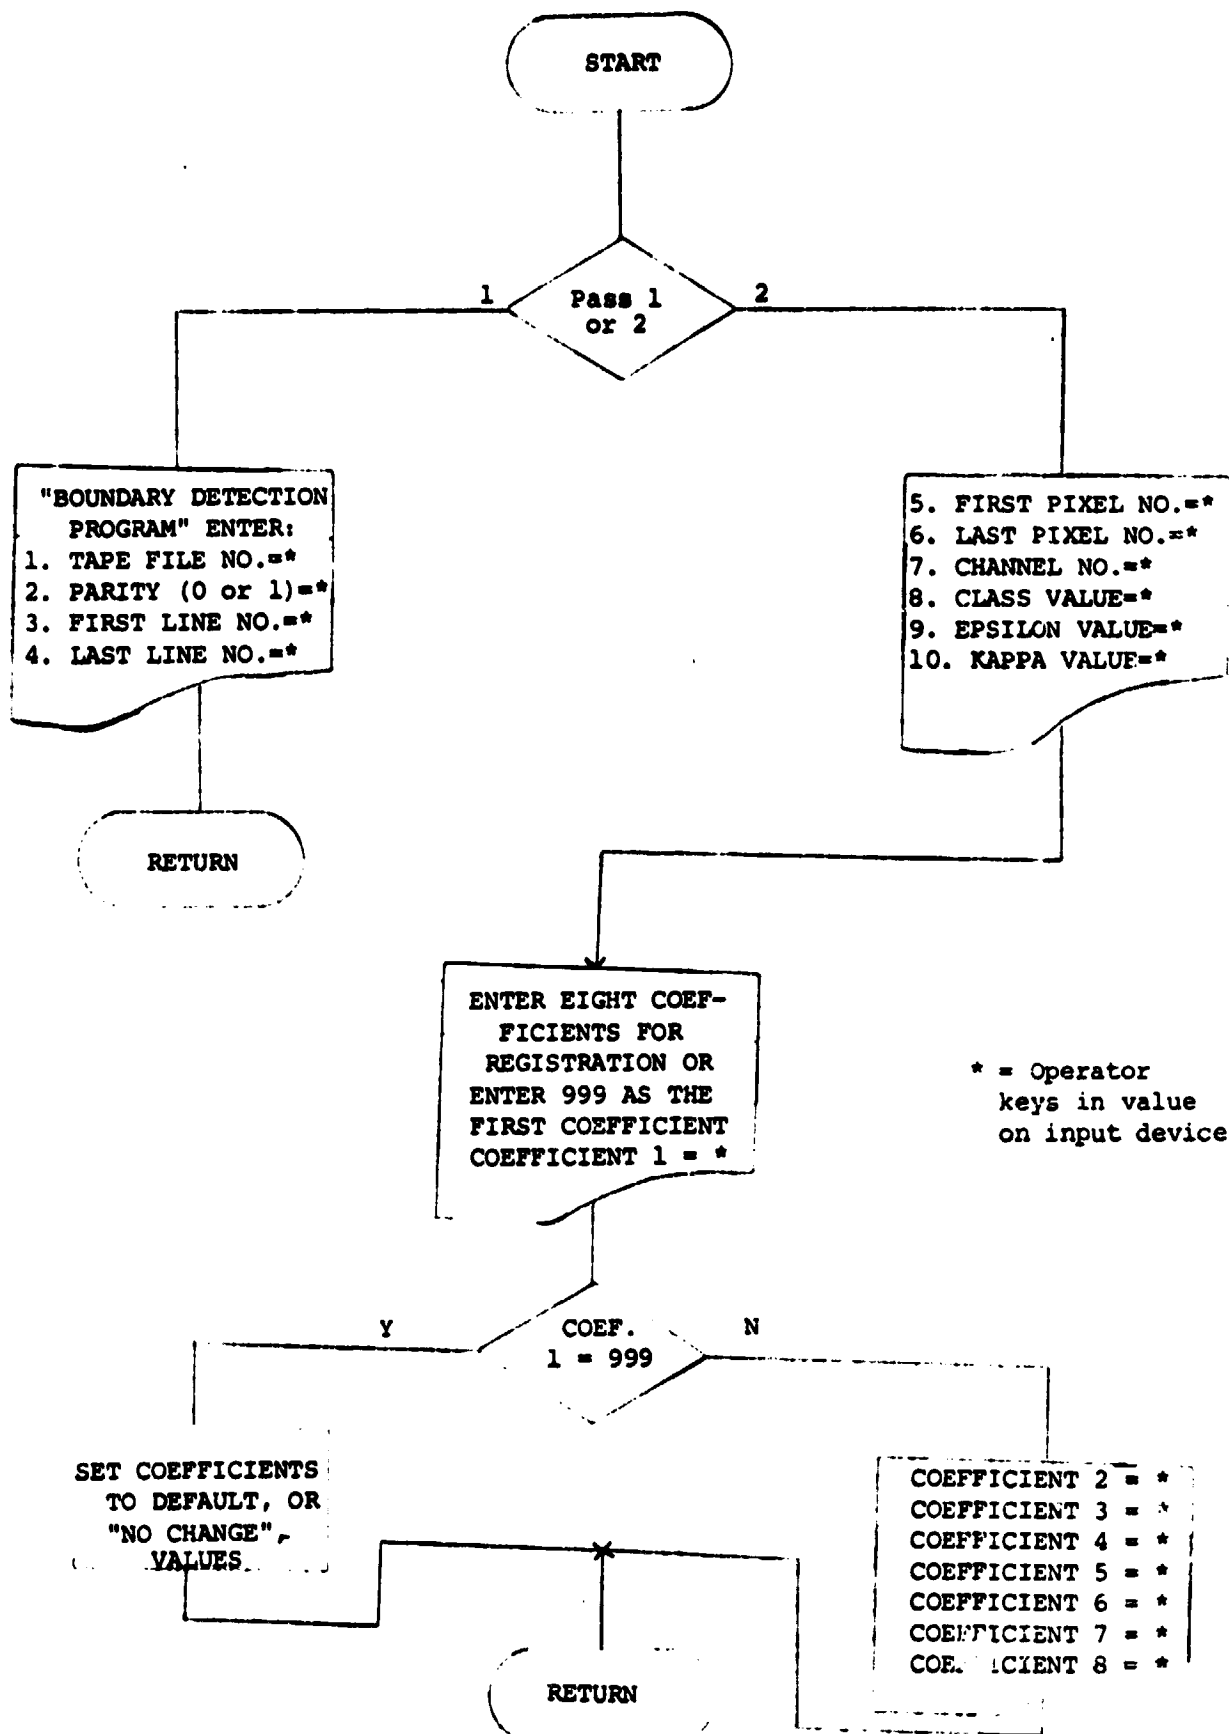 START
Pass 1
or 2
1
2
"BOUNDARY DETECTION
PROGRAM" ENTER:
1. TAPE FILE NO.=*
2. PARITY (0 or 1)=*
3. FIRST LINE NO.=*
4. LAST LINE NO.=*
RETURN
5. FIRST PIXEL NO.=*
6. LAST PIXEL NO.=*
7. CHANNEL NO.=*
8. CLASS VALUE=*
9. EPSILON VALUE=*
10. KAPPA VALUE=*
ENTER EIGHT COEF-
FICIENTS FOR
REGISTRATION OR
ENTER 999 AS THE
FIRST COEFFICIENT
COEFFICIENT 1 = *
* = Operator
keys in value
on input device
COEF.
1 = 999
Y
N
SET COEFFICIENTS
TO DEFAULT, OR
"NO CHANGE",
VALUES
COEFFICIENT 2 = *
COEFFICIENT 3 = *
COEFFICIENT 4 = *
COEFFICIENT 5 = *
COEFFICIENT 6 = *
COEFFICIENT 7 = *
COEFFICIENT 8 = *
RETURN